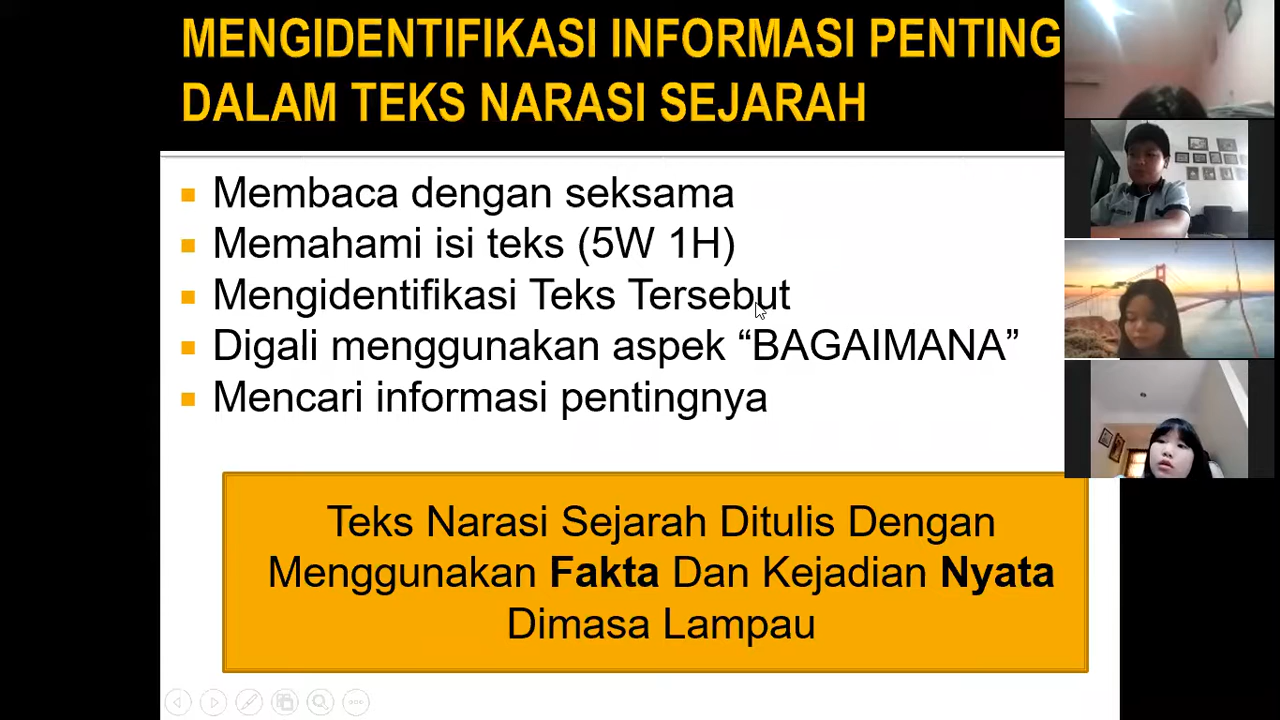 MENGIDENTIFIKASI INFORMASI PENTING
DALAM TEKS NARASI SEJARAH
Membaca dengan seksama
Memahami isi teks (5W 1H)
Mengidentifikasi Teks Tersebut
Digali menggunakan aspek “BAGAIMANA”
Mencari informasi pentingnya
Teks Narasi Sejarah Ditulis Dengan
Menggunakan Fakta Dan Kejadian Nyata
Dimasa Lampau